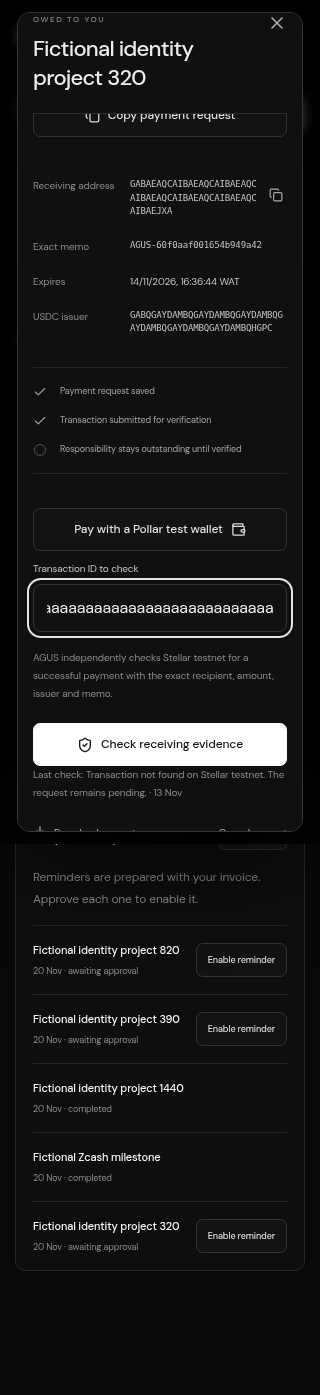 OWED TO YOU
Fictional identity
project 320
Copy payment request
Receiving address
GABAEAQCAIBAEAQCAIBAEAQC
AIBAEAQCAIBAEAQCAIBAEAQC
AIBAEJXA
Exact memo
AGUS-60f0aaf001654b949a42
Expires
14/11/2026, 16:36:44 WAT
USDC issuer
GABQGAYDAMBQGAYDAMBQGAYDAMBQG
AYDAMBQGAYDAMBQGAYDAMBQHGPC
Payment request saved
Transaction submitted for verification
Responsibility stays outstanding until verified
Pay with a Pollar test wallet
Transaction ID to check
aaaaaaaaaaaaaaaaaaaaaaaaaaa
AGUS independently checks Stellar testnet for a
successful payment with the exact recipient, amount,
issuer and memo.
Check receiving evidence
Last check: Transaction not found on Stellar testnet. The
request remains pending. · 13 Nov
Reminders are prepared with your invoice.
Approve each one to enable it.
Fictional identity project 820
20 Nov · awaiting approval
Enable reminder
Fictional identity project 390
20 Nov · awaiting approval
Enable reminder
Fictional identity project 1440
20 Nov · completed
Fictional Zcash milestone
20 Nov · completed
Fictional identity project 320
20 Nov · awaiting approval
Enable reminder